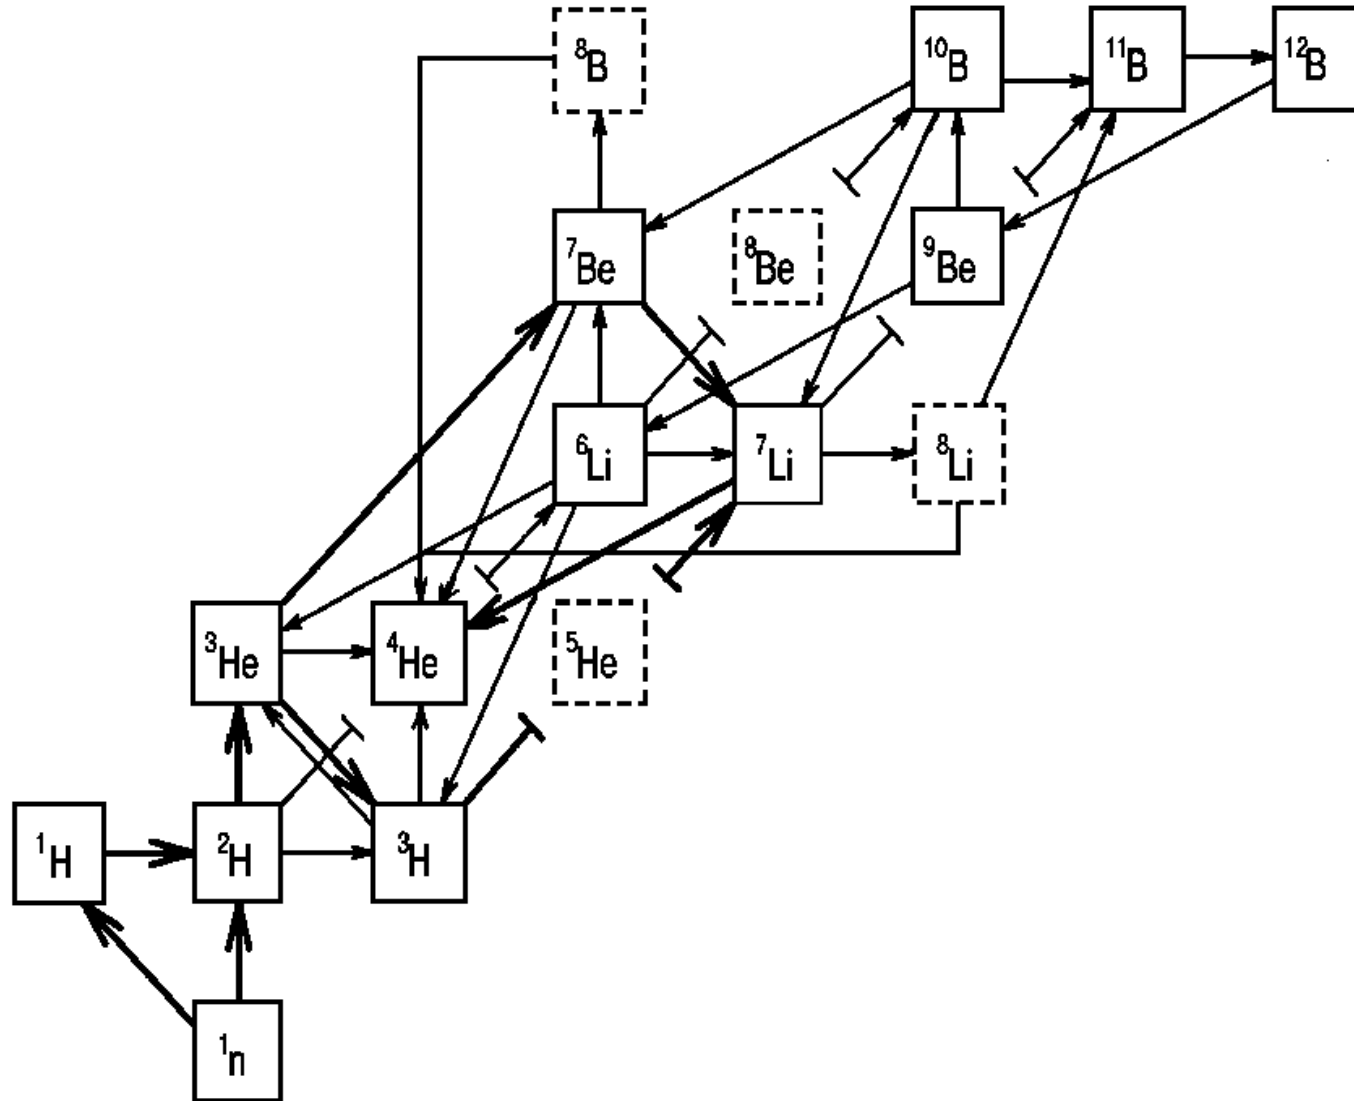 ⁸B
¹⁰B
¹¹B
¹²B
⁷Be
⁸Be
⁹Be
⁶Li
⁷Li
⁸Li
³He
⁴He
⁵He
¹H
²H
³H
¹n